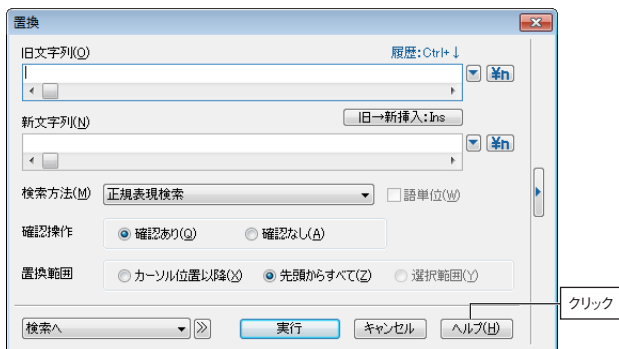 置換
旧文字列(O) 履歴:Ctrl+↓
¥n
新文字列(N) 旧→新挿入:Ins
¥n
検索方法(M) 正規表現検索 語単位(W)
確認操作 確認あり(Q) 確認なし(A)
置換範囲 カーソル位置以降(X) 先頭からすべて(Z) 選択範囲(Y)
クリック
検索へ 実行 キャンセル ヘルプ(H)